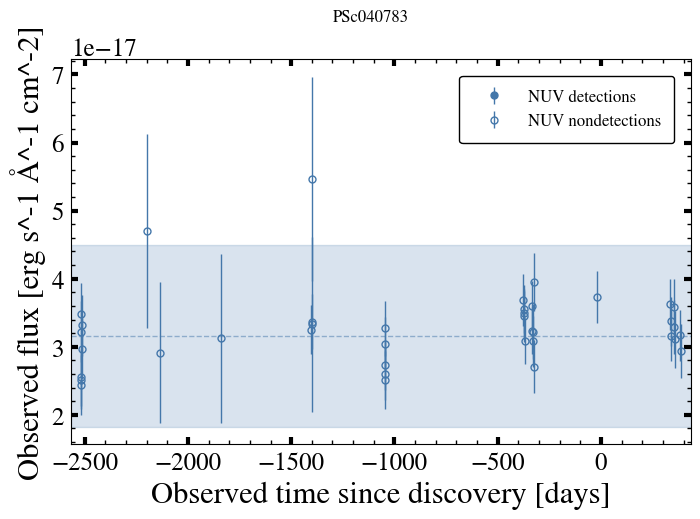 PSc040783
1e−17
NUV detections
NUV nondetections
7
6
5
4
3
2
Observed flux [erg s^-1 Å^-1 cm^-2]
−2500 −2000 −1500 −1000 −500 0
Observed time since discovery [days]